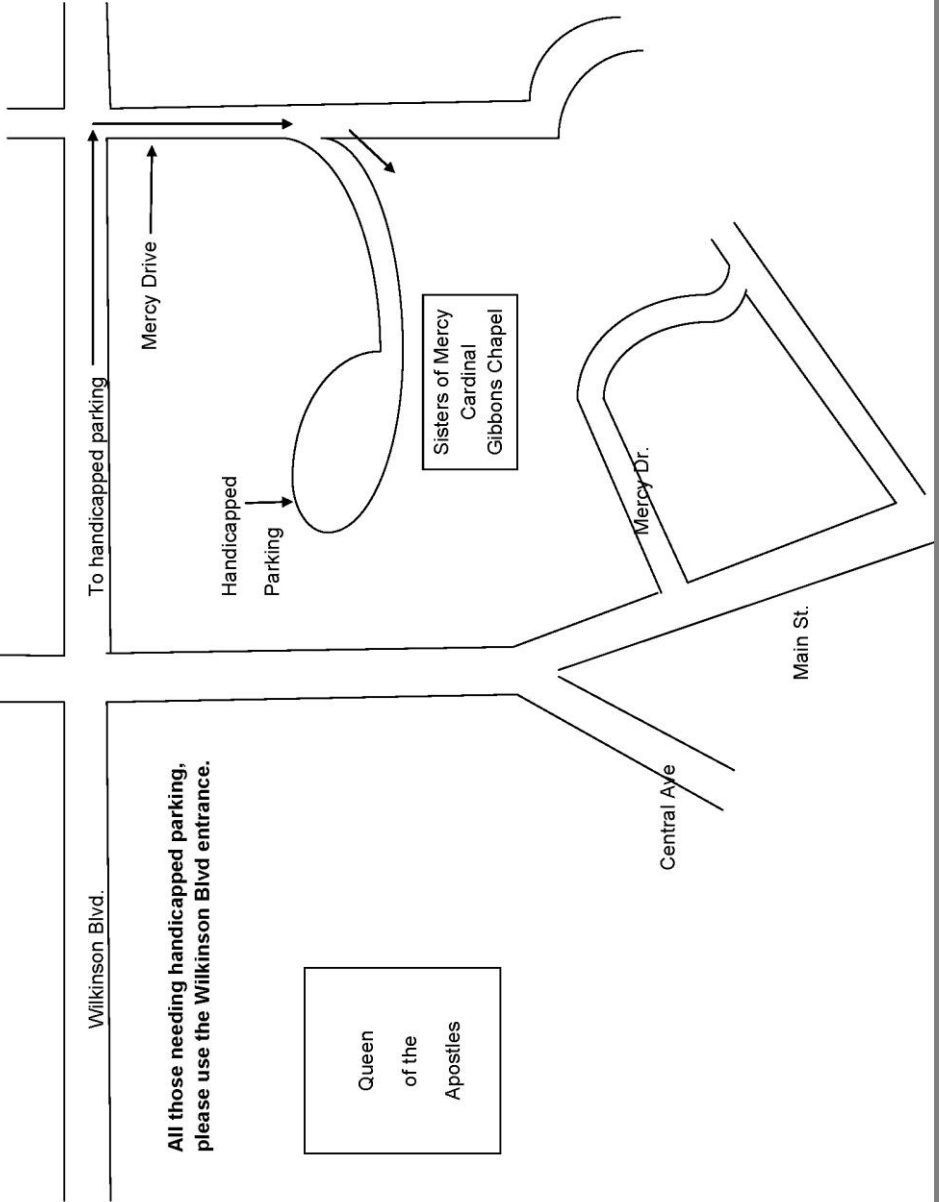 Wilkinson Blvd.
To handicapped parking
Mercy Drive
All those needing handicapped parking,
please use the Wilkinson Blvd entrance.
Handicapped
Parking
Queen
of the
Apostles
Sisters of Mercy
Cardinal
Gibbons Chapel
Central Ave
Mercy Dr.
Main St.